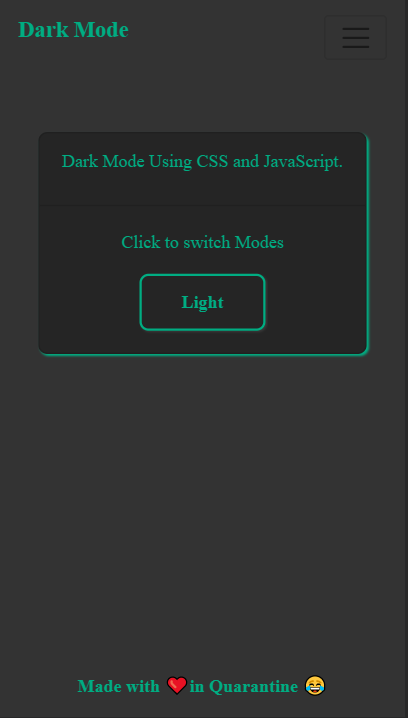 Dark Mode
Dark Mode Using CSS and JavaScript.
Click to switch Modes
Light
Made with ❤️ in Quarantine 😂